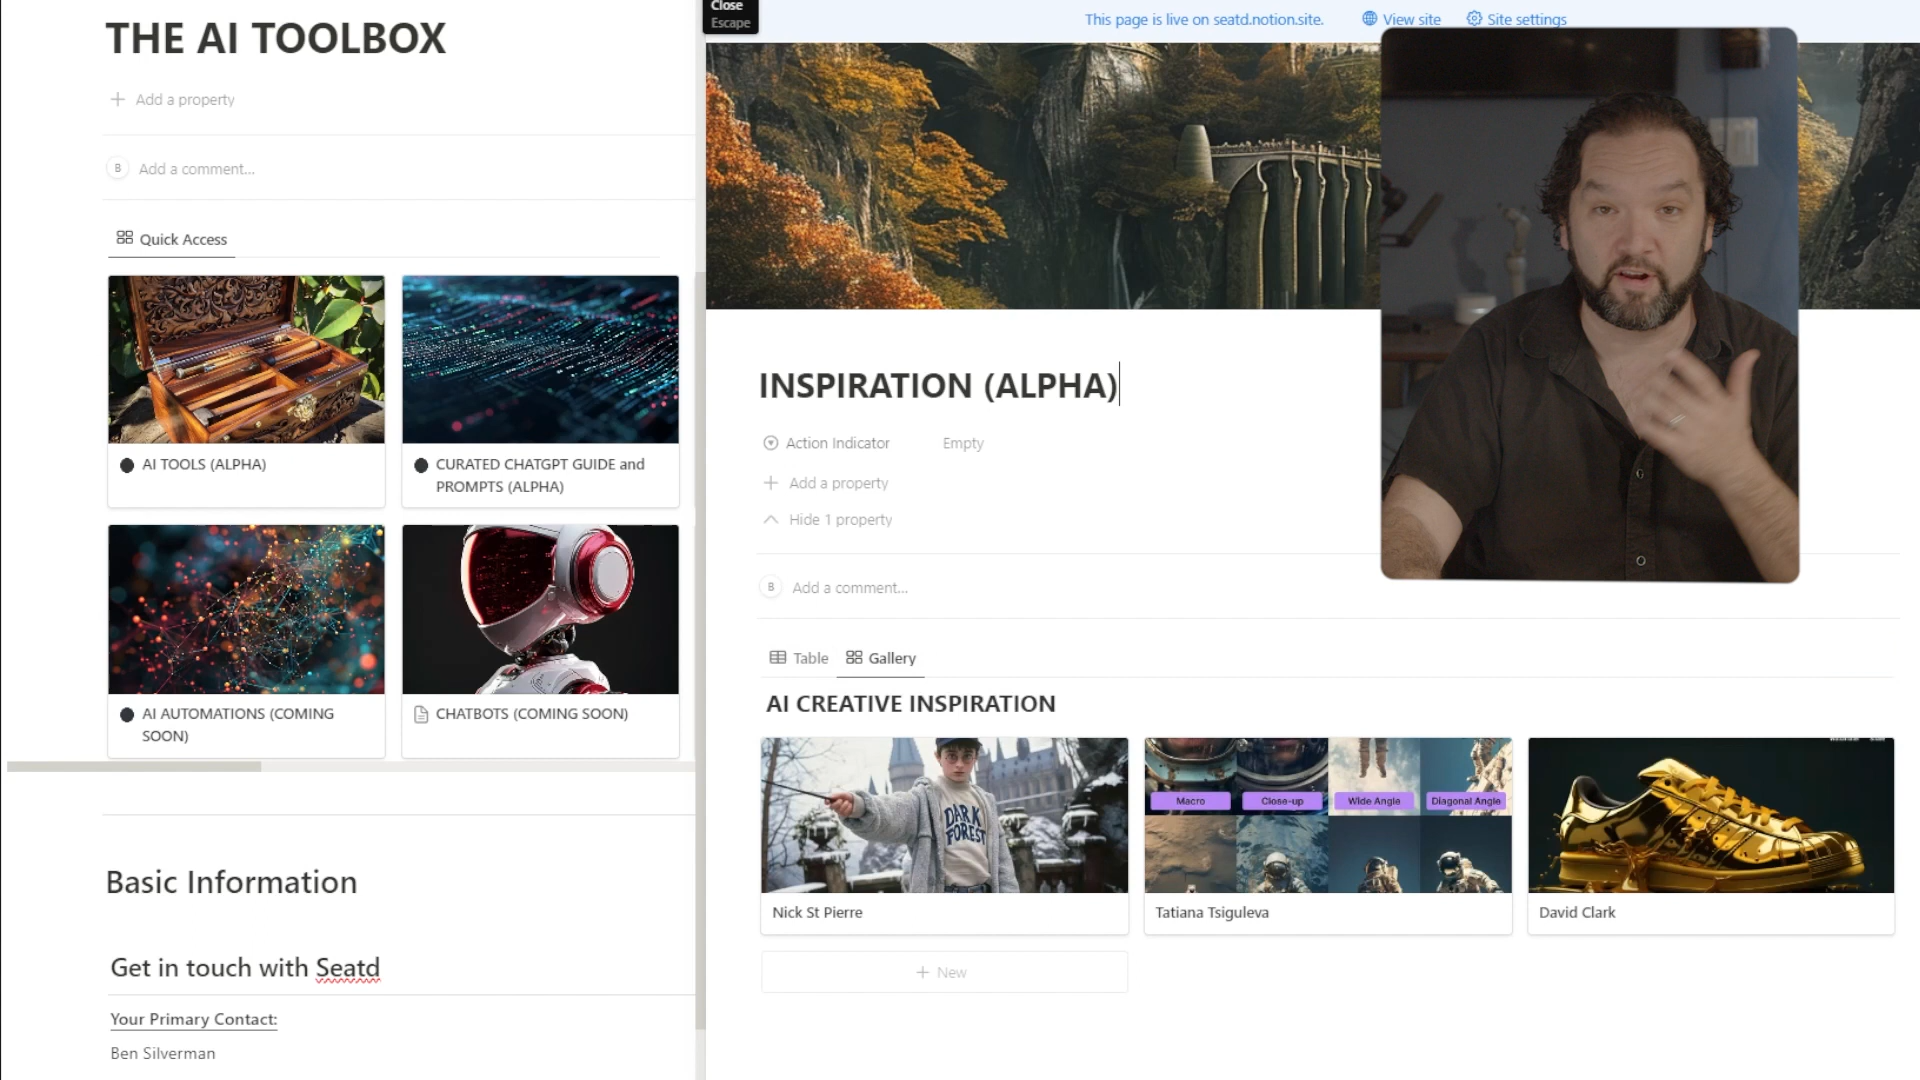 THE AI TOOLBOX
Add a property
B
Add a comment...
Quick Access
AI TOOLS (ALPHA)
CURATED CHATGPT GUIDE and
PROMPTS (ALPHA)
AI AUTOMATIONS (COMING
SOON)
CHATBOTS (COMING SOON)
Basic Information
Get in touch with Seatd
Your Primary Contact:
Ben Silverman
Close
Escape
This page is live on seatd.notion.site.
View site
Site settings
INSPIRATION (ALPHA)
Action Indicator
Empty
Add a property
Hide 1 property
B
Add a comment...
Table
Gallery
AI CREATIVE INSPIRATION
DARK
FOREST
Nick St Pierre
Macro
Close-up
Wide Angle
Diagonal Angle
Tatiana Tsiguleva
David Clark
New